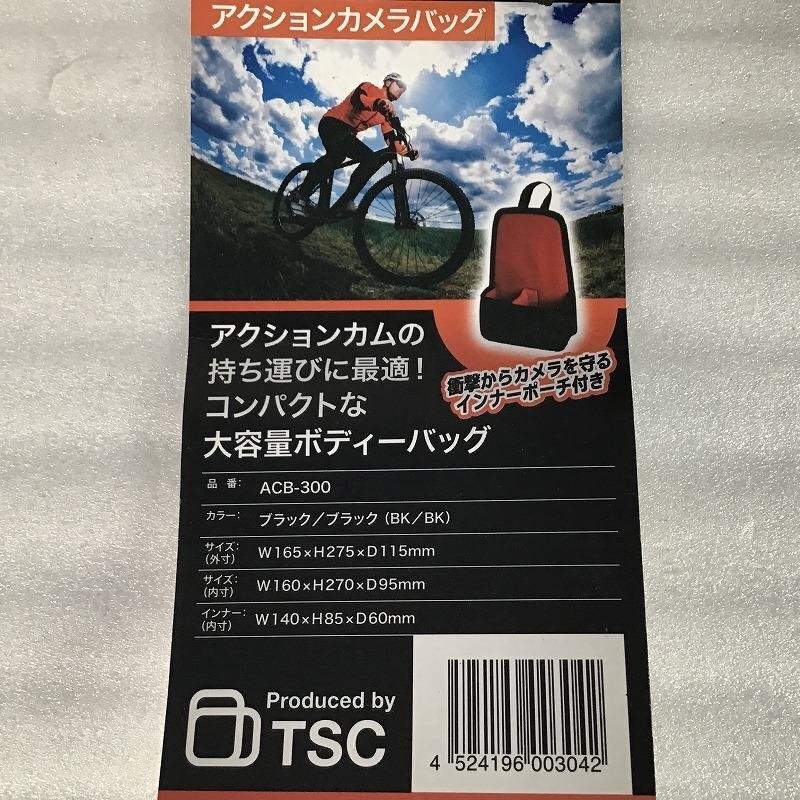 アクションカメラバッグ
アクションカムの
持ち運びに最適!
コンパクトな
大容量ボディーバッグ
衝撃からカメラを守る
インナーポーチ付き
品 番: ACB-300
カラー: ブラック/ブラック (BK/BK)
サイズ:
(外寸) W165×H275×D115mm
サイズ:
(内寸) W160×H270×D95mm
インナー:
(内寸) W140×H85×D60mm
Produced by
TSC
4 524196 003042